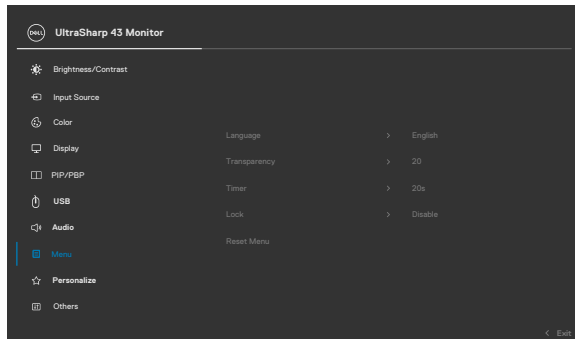 DELL UltraSharp 43 Monitor
Brightness/Contrast
Input Source
Color
Display
PIP/PBP
USB
Audio
Menu
Personalize
Others
Language > English
Transparency > 20
Timer > 20s
Lock > Disable
Reset Menu
< Exit